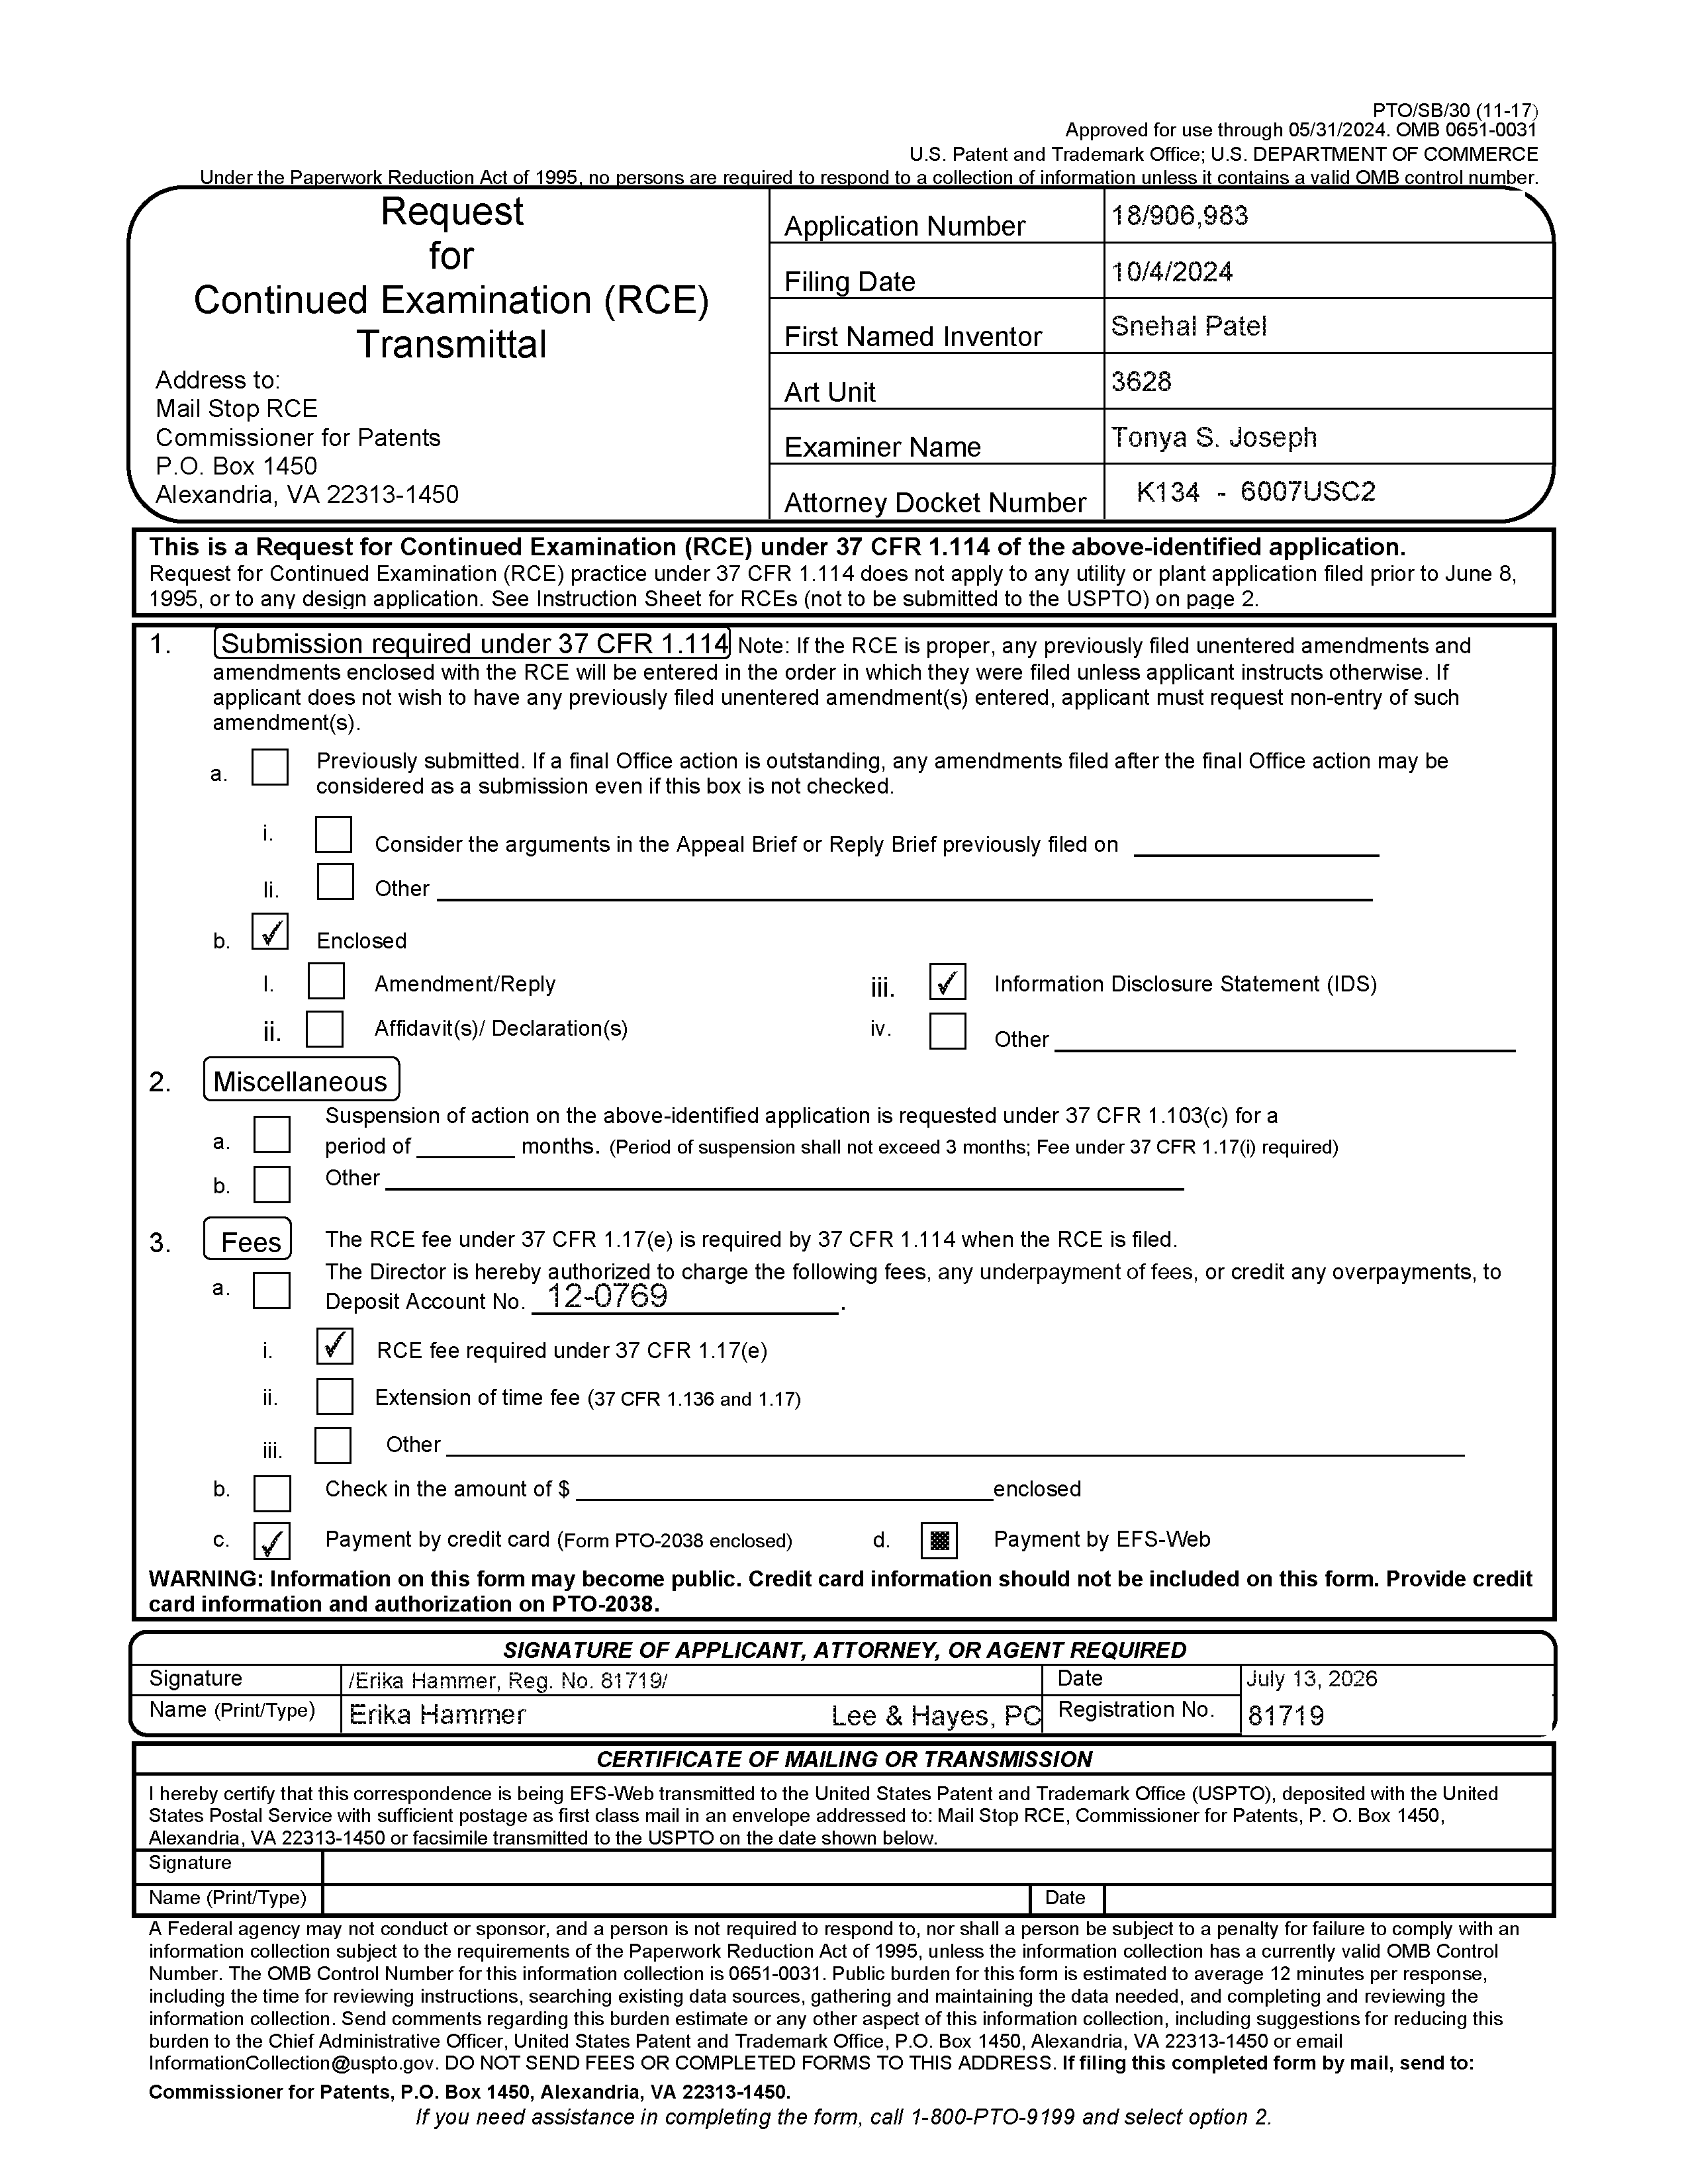 PTO/SB/30 (11-17)
Approved for use through 05/31/2024. OMB 0651-0031
U.S. Patent and Trademark Office; U.S. DEPARTMENT OF COMMERCE
Under the Paperwork Reduction Act of 1995, no persons are required to respond to a collection of information unless it contains a valid OMB control number.
Request
for
Continued Examination (RCE)
Transmittal
Address to:
Mail Stop RCE
Commissioner for Patents
P.O. Box 1450
Alexandria, VA 22313-1450
Application Number 18/906,983
Filing Date 10/4/2024
First Named Inventor Snehal Patel
Art Unit 3628
Examiner Name Tonya S. Joseph
Attorney Docket Number K134 - 6007USC2
This is a Request for Continued Examination (RCE) under 37 CFR 1.114 of the above-identified application.
Request for Continued Examination (RCE) practice under 37 CFR 1.114 does not apply to any utility or plant application filed prior to June 8,
1995, or to any design application. See Instruction Sheet for RCEs (not to be submitted to the USPTO) on page 2.
1. Submission required under 37 CFR 1.114 Note: If the RCE is proper, any previously filed unentered amendments and
amendments enclosed with the RCE will be entered in the order in which they were filed unless applicant instructs otherwise. If
applicant does not wish to have any previously filed unentered amendment(s) entered, applicant must request non-entry of such
amendment(s).
a. Previously submitted. If a final Office action is outstanding, any amendments filed after the final Office action may be
considered as a submission even if this box is not checked.
i. Consider the arguments in the Appeal Brief or Reply Brief previously filed on
Ii. Other
b. ✓ Enclosed
I. Amendment/Reply iii. ✓ Information Disclosure Statement (IDS)
ii. Affidavit(s)/ Declaration(s) iv. Other
2. Miscellaneous
a. Suspension of action on the above-identified application is requested under 37 CFR 1.103(c) for a
period of months. (Period of suspension shall not exceed 3 months; Fee under 37 CFR 1.17(i) required)
b. Other
3. Fees The RCE fee under 37 CFR 1.17(e) is required by 37 CFR 1.114 when the RCE is filed.
a. The Director is hereby authorized to charge the following fees, any underpayment of fees, or credit any overpayments, to
Deposit Account No. 12-0769.
i. ✓ RCE fee required under 37 CFR 1.17(e)
ii. Extension of time fee (37 CFR 1.136 and 1.17)
iii. Other
b. Check in the amount of $ enclosed
c. ✓ Payment by credit card (Form PTO-2038 enclosed) d. Payment by EFS-Web
WARNING: Information on this form may become public. Credit card information should not be included on this form. Provide credit
card information and authorization on PTO-2038.
SIGNATURE OF APPLICANT, ATTORNEY, OR AGENT REQUIRED
Signature /Erika Hammer, Reg. No. 81719/ Date July 13, 2026
Name (Print/Type) Erika Hammer Lee & Hayes, PC Registration No. 81719
CERTIFICATE OF MAILING OR TRANSMISSION
I hereby certify that this correspondence is being EFS-Web transmitted to the United States Patent and Trademark Office (USPTO), deposited with the United
States Postal Service with sufficient postage as first class mail in an envelope addressed to: Mail Stop RCE, Commissioner for Patents, P. O. Box 1450,
Alexandria, VA 22313-1450 or facsimile transmitted to the USPTO on the date shown below.
Signature
Name (Print/Type) Date
A Federal agency may not conduct or sponsor, and a person is not required to respond to, nor shall a person be subject to a penalty for failure to comply with an
information collection subject to the requirements of the Paperwork Reduction Act of 1995, unless the information collection has a currently valid OMB Control
Number. The OMB Control Number for this information collection is 0651-0031. Public burden for this form is estimated to average 12 minutes per response,
including the time for reviewing instructions, searching existing data sources, gathering and maintaining the data needed, and completing and reviewing the
information collection. Send comments regarding this burden estimate or any other aspect of this information collection, including suggestions for reducing this
burden to the Chief Administrative Officer, United States Patent and Trademark Office, P.O. Box 1450, Alexandria, VA 22313-1450 or email
InformationCollection@uspto.gov. DO NOT SEND FEES OR COMPLETED FORMS TO THIS ADDRESS. If filing this completed form by mail, send to:
Commissioner for Patents, P.O. Box 1450, Alexandria, VA 22313-1450.
If you need assistance in completing the form, call 1-800-PTO-9199 and select option 2.